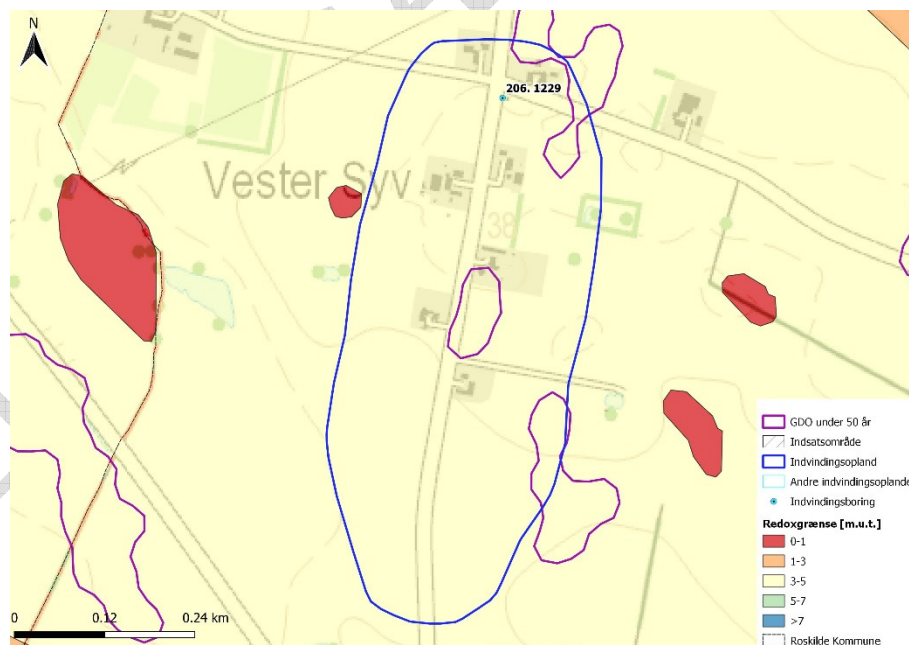 N
206. 1229
Vester Syv
38
GDO under 50 år
Indsatsområde
Indvindingsopland
Andre indvindingsoplande
Indvindingsboring
Redoxgrænse [m.u.t.]
0-1
1-3
3-5
5-7
>7
Roskilde Kommune
0 0.12 0.24 km